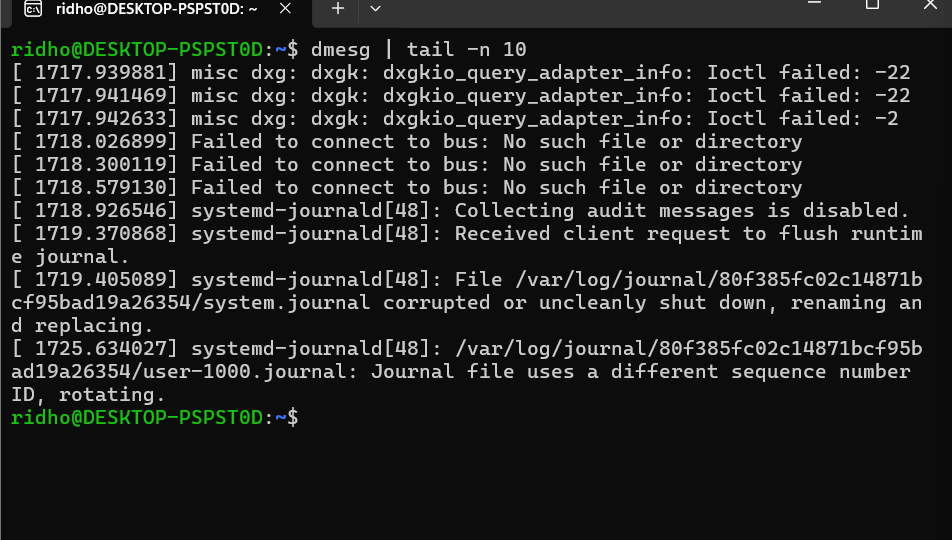 ridho@DESKTOP-PSPST0D: ~
ridho@DESKTOP-PSPST0D:~$ dmesg | tail -n 10
[ 1717.939881] misc dxg: dxgk: dxgkio_query_adapter_info: Ioctl failed: -22
[ 1717.941469] misc dxg: dxgk: dxgkio_query_adapter_info: Ioctl failed: -22
[ 1717.942633] misc dxg: dxgk: dxgkio_query_adapter_info: Ioctl failed: -2
[ 1718.026899] Failed to connect to bus: No such file or directory
[ 1718.300119] Failed to connect to bus: No such file or directory
[ 1718.579130] Failed to connect to bus: No such file or directory
[ 1718.926546] systemd-journald[48]: Collecting audit messages is disabled.
[ 1719.370868] systemd-journald[48]: Received client request to flush runtim
e journal.
[ 1719.405089] systemd-journald[48]: File /var/log/journal/80f385fc02c14871b
cf95bad19a26354/system.journal corrupted or uncleanly shut down, renaming an
d replacing.
[ 1725.634027] systemd-journald[48]: /var/log/journal/80f385fc02c14871bcf95b
ad19a26354/user-1000.journal: Journal file uses a different sequence number
ID, rotating.
ridho@DESKTOP-PSPST0D:~$